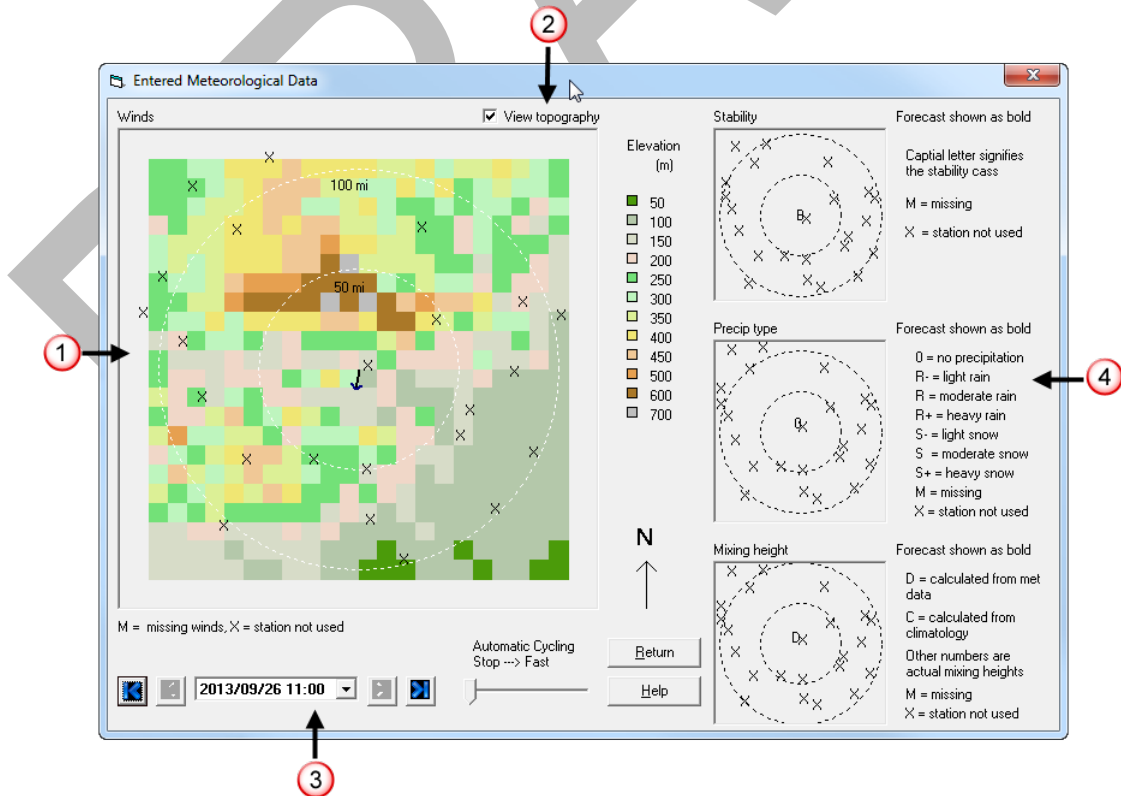 2
Entered Meteorological Data
Winds
View topography
100 mi
50 mi
1
Elevation
(m)
50
100
150
200
250
300
350
400
450
500
600
700
N
M = missing winds, X = station not used
Automatic Cycling
Stop ---> Fast
2013/09/26 11:00
Return
Help
3
Stability
Forecast shown as bold
B
Captial letter signifies
the stability cass
M = missing
X = station not used
Precip type
Forecast shown as bold
0
0 = no precipitation
R- = light rain
R = moderate rain
R+ = heavy rain
S- = light snow
S = moderate snow
S+ = heavy snow
M = missing
X = station not used
4
Mixing height
Forecast shown as bold
D
D = calculated from met
data
C = calculated from
climatology
Other numbers are
actual mixing heights
M = missing
X = station not used